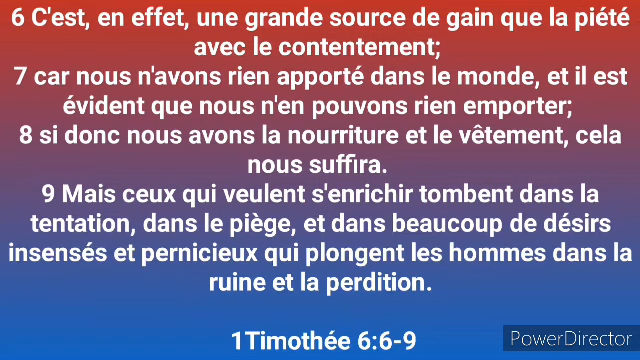 6 C'est, en effet, une grande source de gain que la piété
avec le contentement;
7 car nous n'avons rien apporté dans le monde, et il est
évident que nous n'en pouvons rien emporter;
8 si donc nous avons la nourriture et le vêtement, cela
nous suffira.
9 Mais ceux qui veulent s'enrichir tombent dans la
tentation, dans le piège, et dans beaucoup de désirs
insensés et pernicieux qui plongent les hommes dans la
ruine et la perdition.
1Timothée 6:6-9
PowerDirector